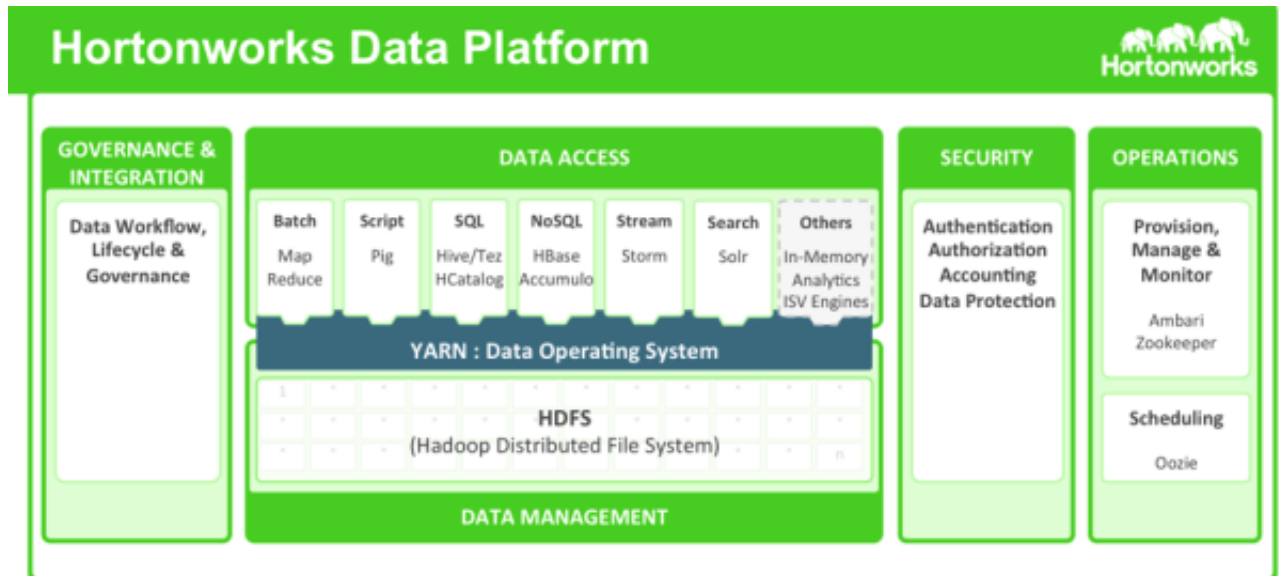 Hortonworks Data Platform
Hortonworks
GOVERNANCE &
INTEGRATION
Data Workflow,
Lifecycle &
Governance
DATA ACCESS
Batch
Map
Reduce
Script
Pig
SQL
Hive/Tez
HCatalog
NoSQL
HBase
Accumulo
Stream
Storm
Search
Solr
Others
In-Memory
Analytics
ISV Engines
YARN : Data Operating System
1
HDFS
(Hadoop Distributed File System)
n
DATA MANAGEMENT
SECURITY
Authentication
Authorization
Accounting
Data Protection
OPERATIONS
Provision,
Manage &
Monitor
Ambari
Zookeeper
Scheduling
Oozie